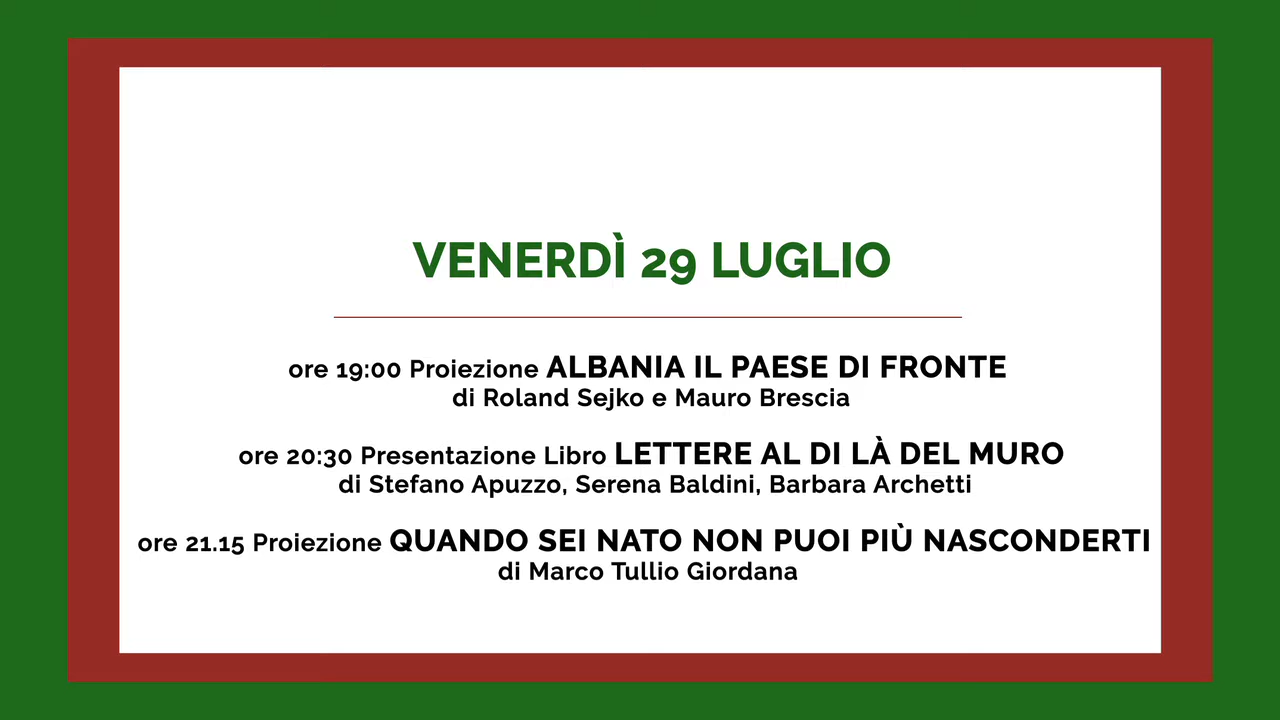 VENERDÌ 29 LUGLIO
ore 19:00 Proiezione ALBANIA IL PAESE DI FRONTE
di Roland Sejko e Mauro Brescia
ore 20:30 Presentazione Libro LETTERE AL DI LÀ DEL MURO
di Stefano Apuzzo, Serena Baldini, Barbara Archetti
ore 21.15 Proiezione QUANDO SEI NATO NON PUOI PIÙ NASCONDERTI
di Marco Tullio Giordana